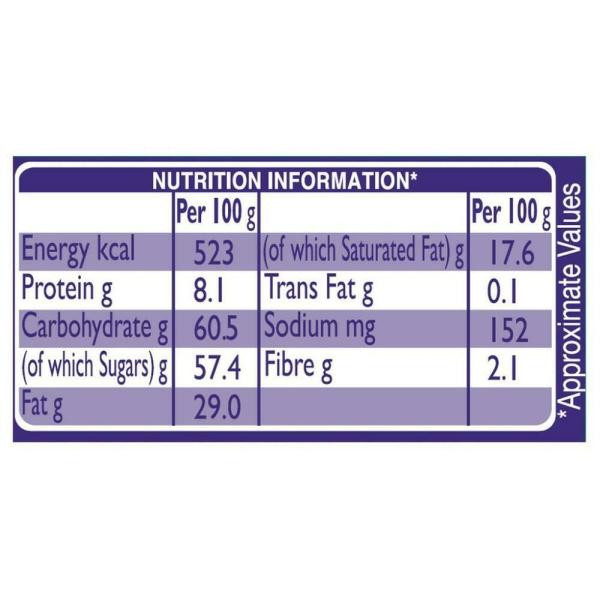 NUTRITION INFORMATION*
Per 100 g Per 100 g
Energy kcal 523 (of which Saturated Fat) g 17.6
Protein g 8.1 Trans Fat g 0.1
Carbohydrate g 60.5 Sodium mg 152
(of which Sugars) g 57.4 Fibre g 2.1
Fat g 29.0
*Approximate Values